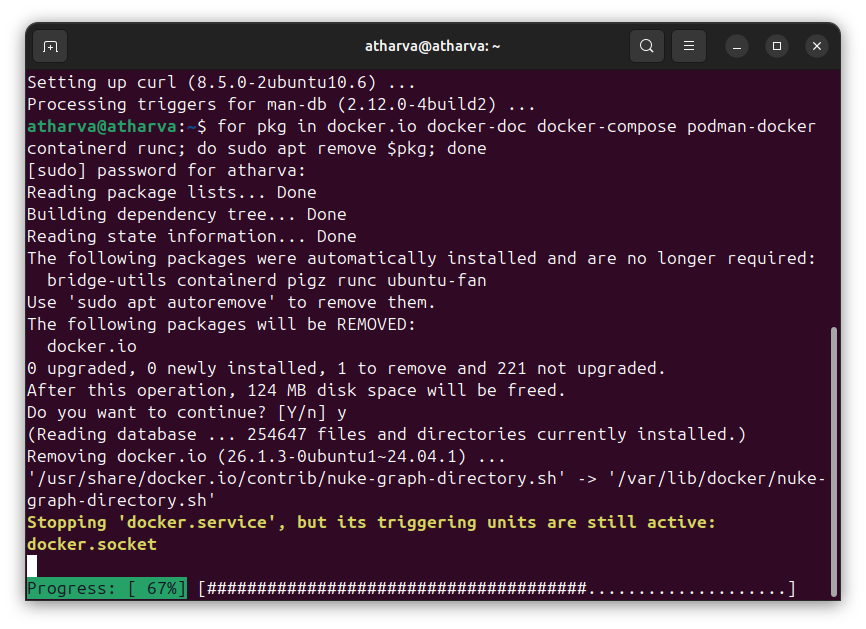 atharva@atharva: ~
Setting up curl (8.5.0-2ubuntu10.6) ...
Processing triggers for man-db (2.12.0-4build2) ...
atharva@atharva:~$ for pkg in docker.io docker-doc docker-compose podman-docker
containerd runc; do sudo apt remove $pkg; done
[sudo] password for atharva:
Reading package lists... Done
Building dependency tree... Done
Reading state information... Done
The following packages were automatically installed and are no longer required:
  bridge-utils containerd pigz runc ubuntu-fan
Use 'sudo apt autoremove' to remove them.
The following packages will be REMOVED:
  docker.io
0 upgraded, 0 newly installed, 1 to remove and 221 not upgraded.
After this operation, 124 MB disk space will be freed.
Do you want to continue? [Y/n] y
(Reading database ... 254647 files and directories currently installed.)
Removing docker.io (26.1.3-0ubuntu1~24.04.1) ...
'/usr/share/docker.io/contrib/nuke-graph-directory.sh' -> '/var/lib/docker/nuke-
graph-directory.sh'
Stopping 'docker.service', but its triggering units are still active:
docker.socket
Progress: [ 67%] [######################################....................]